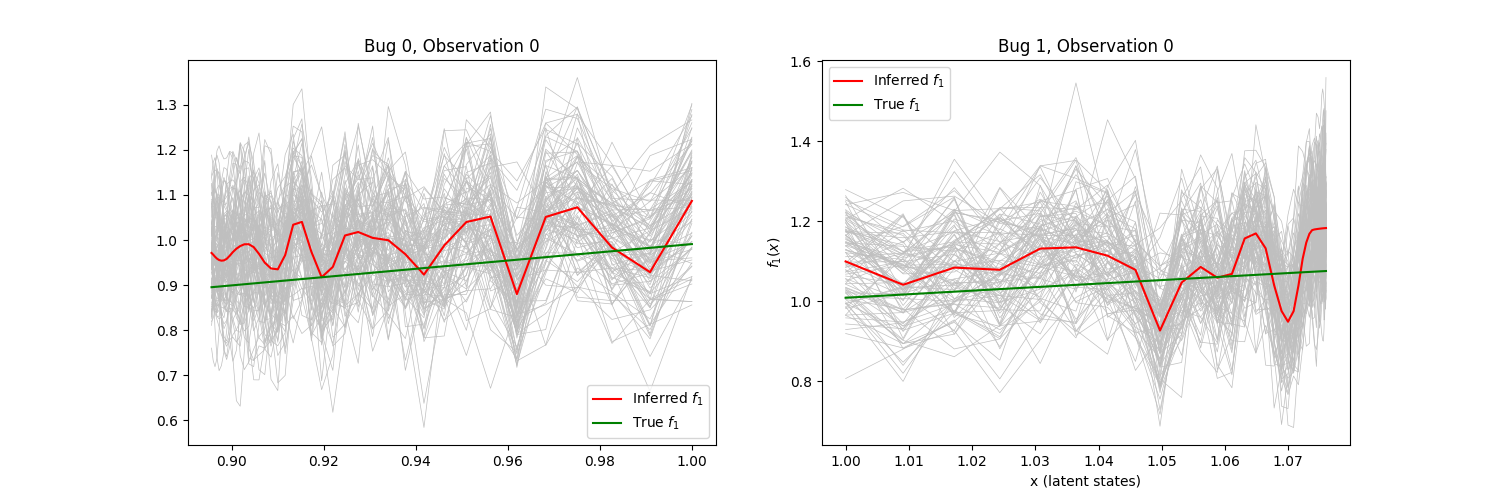 Bug 0, Observation 0
1.3
1.2
1.1
1.0
0.9
0.8
0.7
0.6
Inferred f₁
True f₁
0.90 0.92 0.94 0.96 0.98 1.00
Bug 1, Observation 0
1.6
1.4
1.2
1.0
0.8
f₁(x)
Inferred f₁
True f₁
1.00 1.01 1.02 1.03 1.04 1.05 1.06 1.07
x (latent states)